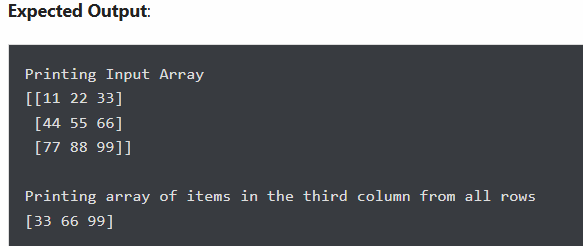 Expected Output:
Printing Input Array
[[11 22 33]
 [44 55 66]
 [77 88 99]]
Printing array of items in the third column from all rows
[33 66 99]